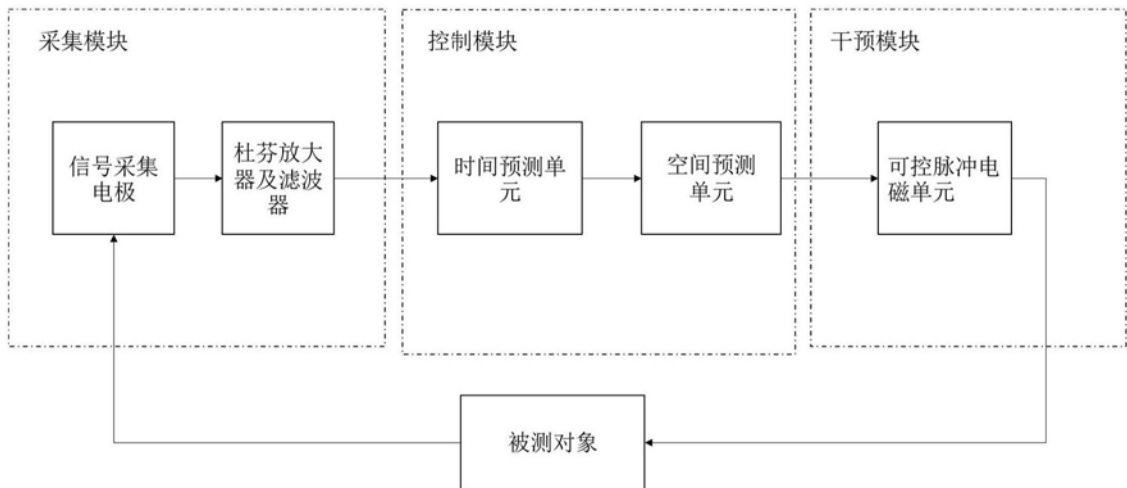 采集模块
控制模块
干预模块
信号采集
电极
杜芬放大
器及滤波
器
时间预测单
元
空间预测
单元
可控脉冲电
磁单元
被测对象